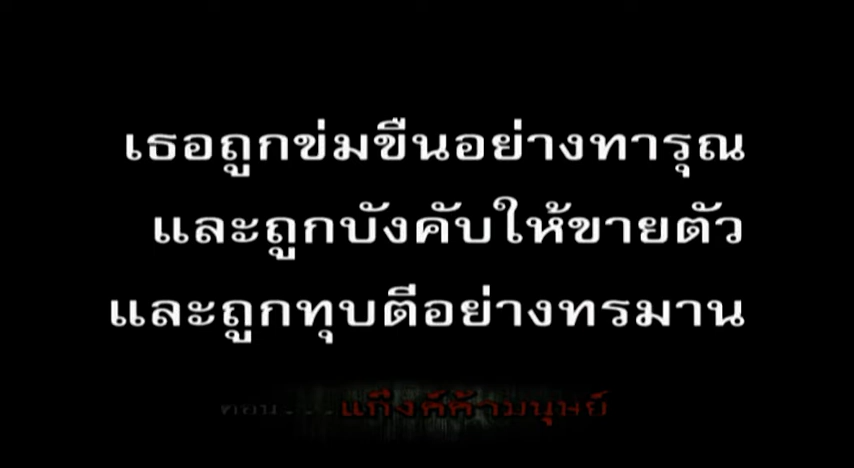 เธอถูกข่มขืนอย่างทารุณ
และถูกบังคับให้ขายตัว
และถูกทุบตีอย่างทรมาน
ตอน... แก๊งค์ค้ามนุษย์